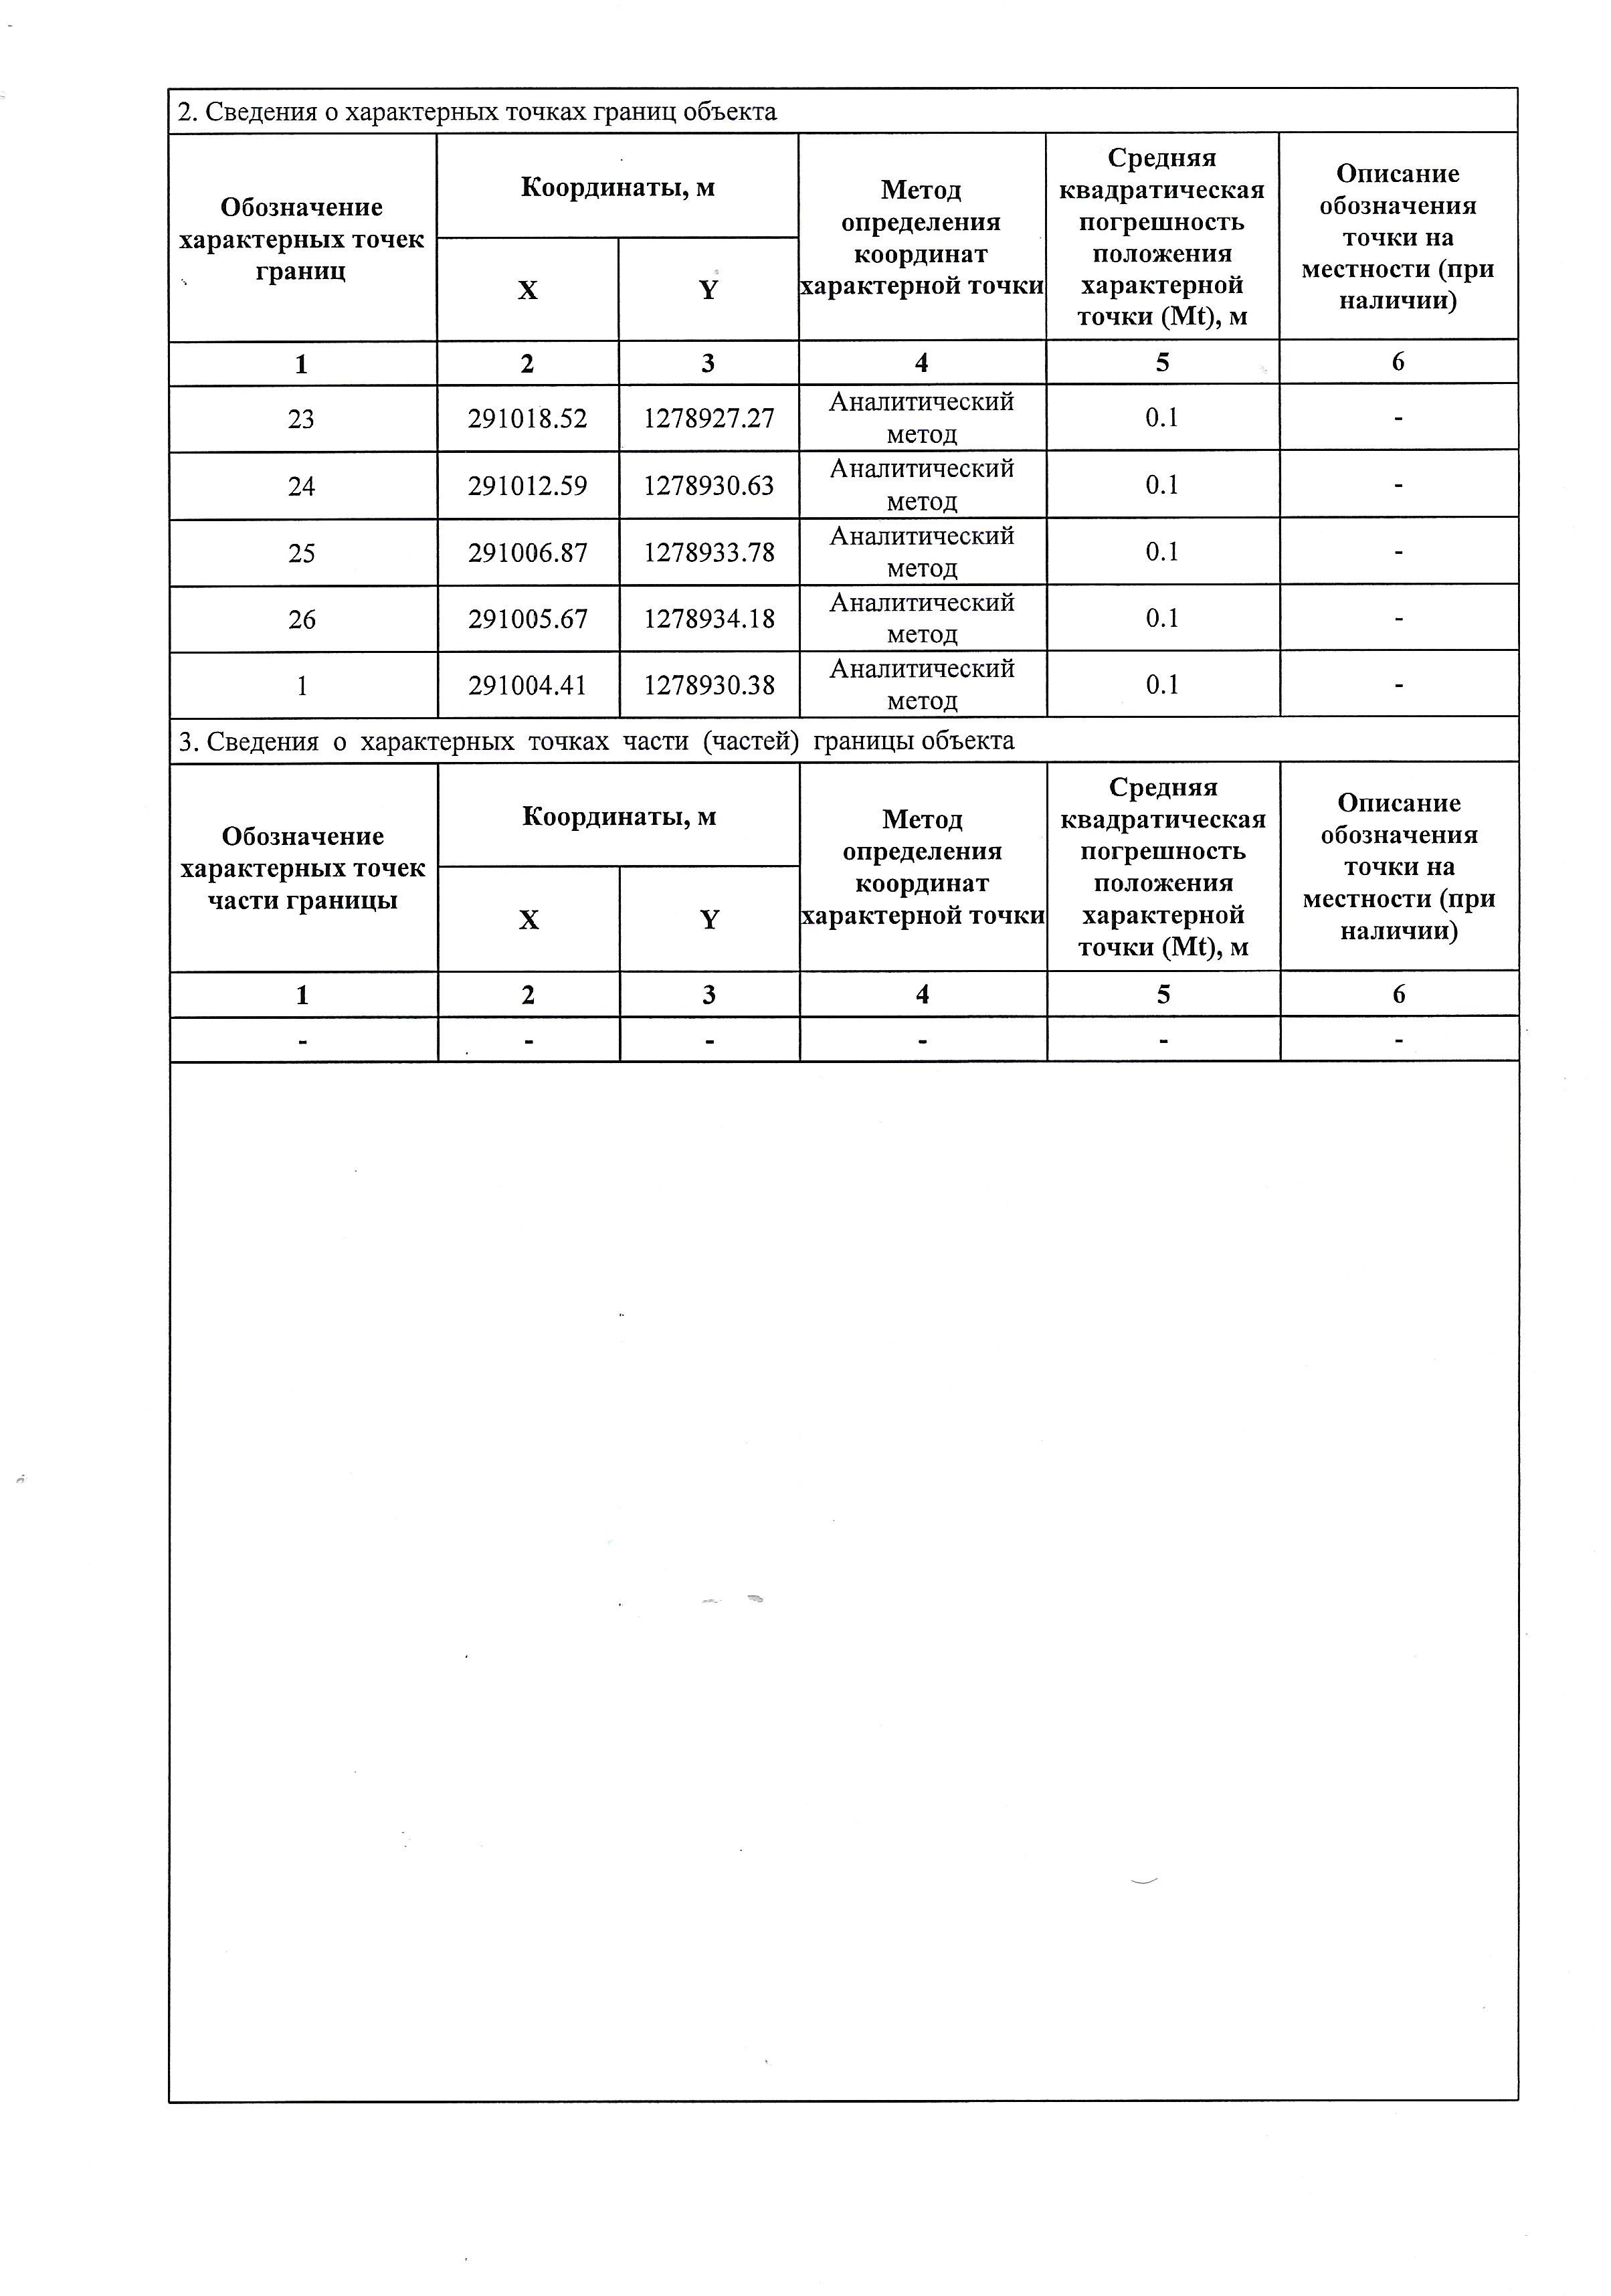 2. Сведения о характерных точках границ объекта
Обозначение
характерных точек
границ
Координаты, м
X
Y
Метод
определения
координат
характерной точки
Средняя
квадратическая
погрешность
положения
характерной
точки (Mt), м
Описание
обозначения
точки на
местности (при
наличии)
1 2 3 4 5 6
23 291018.52 1278927.27 Аналитический
метод 0.1 -
24 291012.59 1278930.63 Аналитический
метод 0.1 -
25 291006.87 1278933.78 Аналитический
метод 0.1 -
26 291005.67 1278934.18 Аналитический
метод 0.1 -
1 291004.41 1278930.38 Аналитический
метод 0.1 -
3. Сведения о характерных точках части (частей) границы объекта
Обозначение
характерных точек
части границы
Координаты, м
X
Y
Метод
определения
координат
характерной точки
Средняя
квадратическая
погрешность
положения
характерной
точки (Mt), м
Описание
обозначения
точки на
местности (при
наличии)
1 2 3 4 5 6
- - - - - -